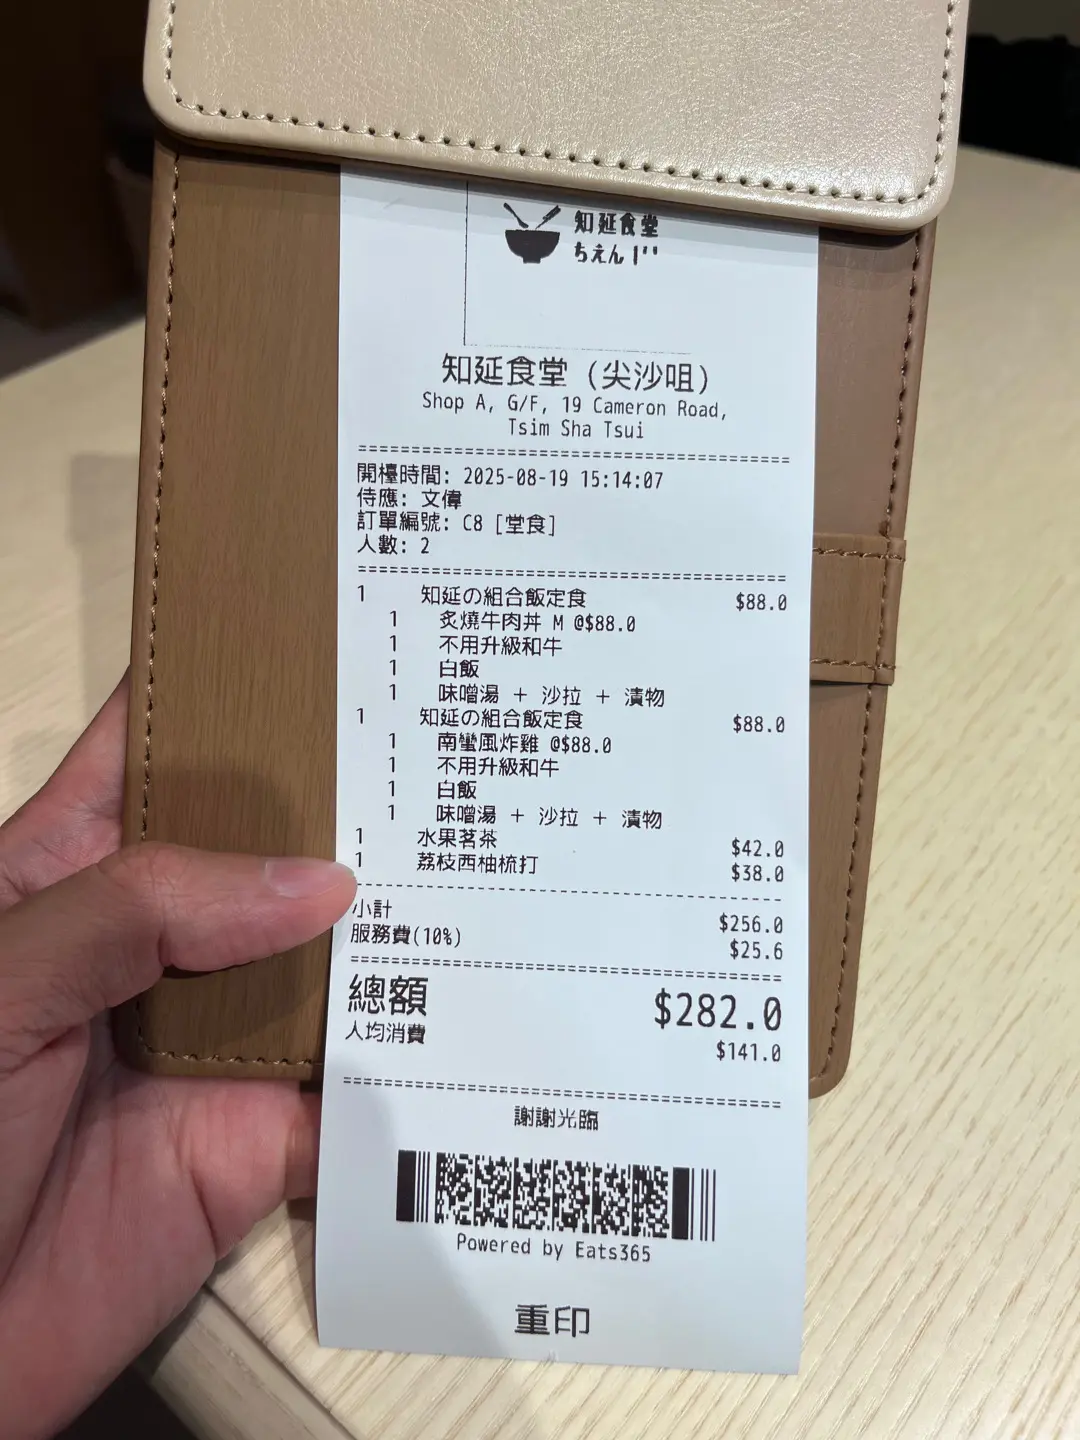 知延食堂
ちえんじ
知延食堂 (尖沙咀)
Shop A, G/F, 19 Cameron Road,
Tsim Sha Tsui
開檯時間: 2025-08-19 15:14:07
侍應: 文偉
訂單編號: C8 [堂食]
人數: 2
1 知延の組合飯定食 $88.0
1 炙燒牛肉丼 M @$88.0
1 不用升級和牛
1 白飯
1 味噌湯 + 沙拉 + 漬物
1 知延の組合飯定食 $88.0
1 南蠻風炸雞 @$88.0
1 不用升級和牛
1 白飯
1 味噌湯 + 沙拉 + 漬物
1 水果茗茶 $42.0
1 荔枝西柚梳打 $38.0
小計 $256.0
服務費(10%) $25.6
總額 $282.0
人均消費 $141.0
謝謝光臨
Powered by Eats365
重印